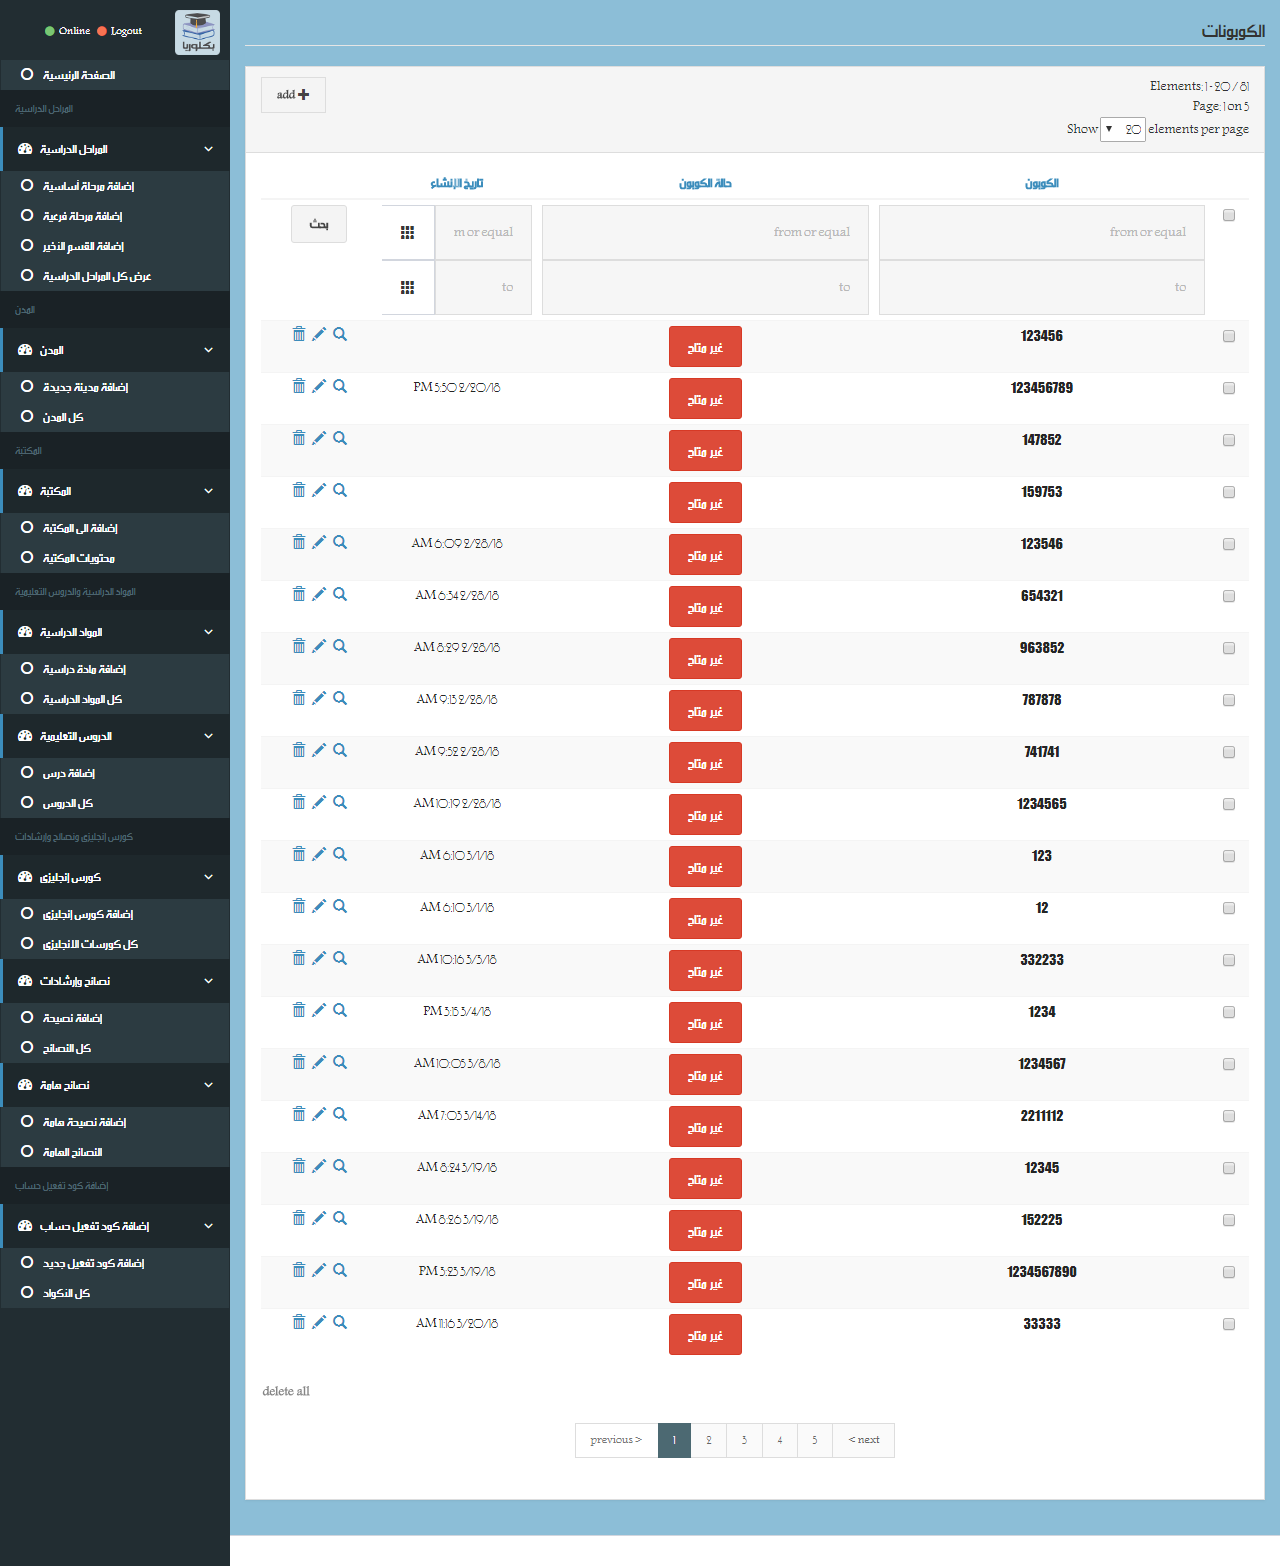 Online Logout
بكلوريا
الصفحة الرئيسية
المراحل الدراسية
المراحل الدراسية
إضافة مرحلة أساسية
إضافة مرحلة فرعية
إضافة القسم الأخير
عرض كل المراحل الدراسية
المدن
المدن
إضافة مدينة جديدة
كل المدن
المكتبة
المكتبة
إضافة الى المكتبة
محتويات المكتبة
المواد الدراسية والدروس التعليمية
المواد الدراسية
إضافة مادة دراسية
كل المواد الدراسية
الدروس التعليمية
إضافة درس
كل الدروس
كورس إنجليزى ونصائح وإرشادات
كورس إنجليزى
إضافة كورس إنجليزى
كل كورسات الانجليزى
نصائح وإرشادات
إضافة نصيحة
كل النصائح
نصائح هامة
إضافة نصيحة هامة
النصائح الهامة
إضافة كود تفعيل حساب
إضافة كود تفعيل حساب
إضافة كود تفعيل جديد
كل الاكواد
الكوبونات
add
Elements: 1 - 20 / 81
Page: 1 on 5
Show 20 elements per page
الكوبون حالة الكوبون تاريخ الإنشاء
from or equal from or equal m or equal بحث
to to to
123456 غير متاح
123456789 غير متاح PM 5:50 2/20/18
147852 غير متاح
159753 غير متاح
123546 غير متاح AM 6:09 2/28/18
654321 غير متاح AM 6:34 2/28/18
963852 غير متاح AM 8:29 2/28/18
787878 غير متاح AM 9:13 2/28/18
741741 غير متاح AM 9:52 2/28/18
1234565 غير متاح AM 10:19 2/28/18
123 غير متاح AM 6:10 3/1/18
12 غير متاح AM 6:10 3/1/18
332233 غير متاح AM 10:16 3/3/18
1234 غير متاح PM 3:15 3/4/18
1234567 غير متاح AM 10:05 3/8/18
2211112 غير متاح AM 7:03 3/14/18
12345 غير متاح AM 8:24 3/19/18
152225 غير متاح AM 8:26 3/19/18
1234567890 غير متاح PM 3:23 3/19/18
33333 غير متاح AM 11:16 3/20/18
delete all
previous > 1 2 3 4 5 < next